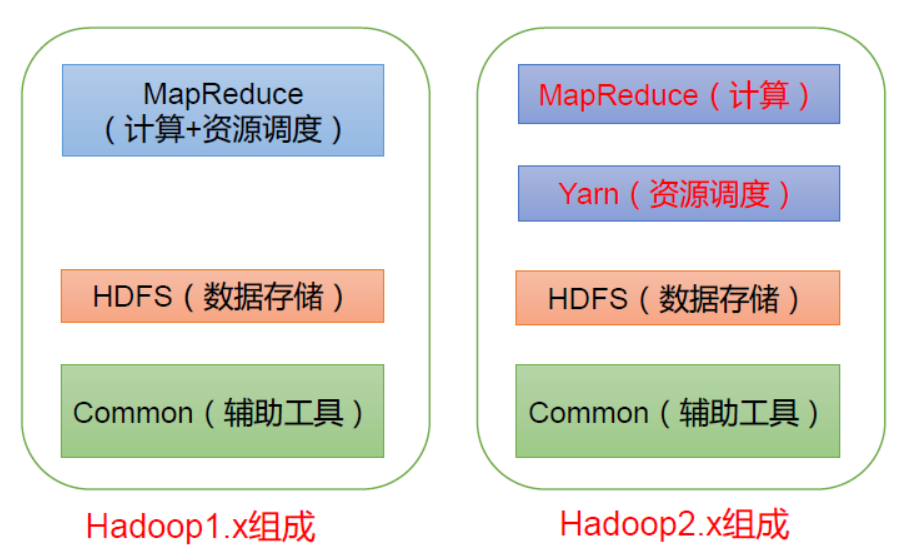 MapReduce
（计算+资源调度）
HDFS（数据存储）
Common（辅助工具）
Hadoop1.x组成
MapReduce（计算）
Yarn（资源调度）
HDFS（数据存储）
Common（辅助工具）
Hadoop2.x组成